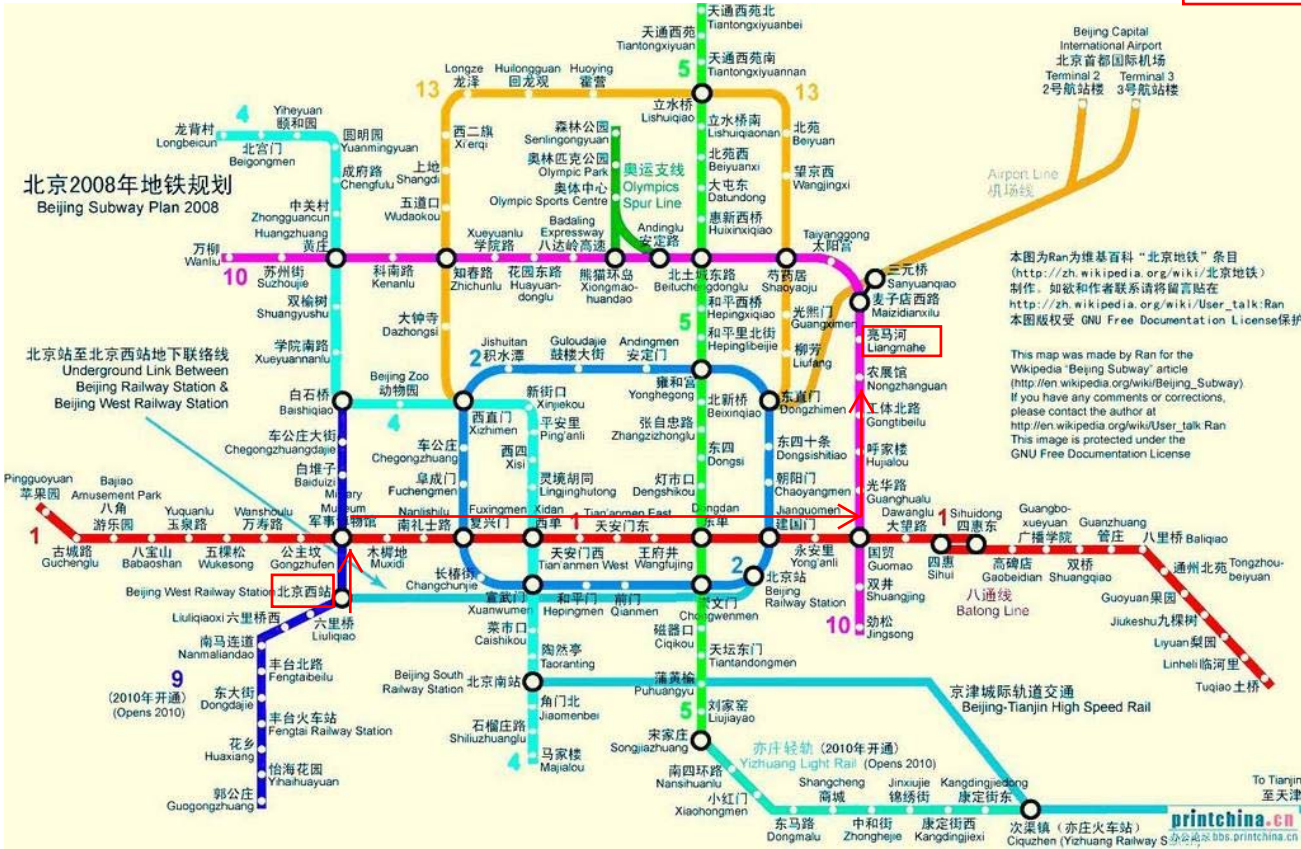 天通西苑北
Tiantongxiyuanbei
天通西苑
Tiantongxiyuan
天通西苑南
Tiantongxiyuannan
5
Beijing Capital
International Airport
北京首都国际机场
Terminal 2
2号航站楼
Terminal 3
3号航站楼
Longze
龙泽
Huilongguan
回龙观
Huoying
霍营
13
立水桥
Lishuiqiao
13
4
Yiheyuan
颐和园
龙背村
Longbeicun
北宫门
Beigongmen
圆明园
Yuanmingyuan
西二旗
Xi'erqi
森林公园
Senlingongyuan
立水桥南
Lishuiqiaonan
北苑
Beiyuan
北京2008年地铁规划
Beijing Subway Plan 2008
成府路
Chengfulu
上地
Shangdi
奥林匹克公园
Olympic Park
奥运支线
Olympics
Spur Line
北苑西
Beiyuanxi
望京西
Wangjingxi
Airport Line
机场线
中关村
Zhongguancun
五道口
Wudaokou
奥体中心
Olympic Sports Centre
大屯东
Datundong
惠新西桥
Huixinxiqiao
万柳
Wanliu
10
苏州街
Suzhoujie
Huangzhuang
黄庄
科南路
Kenanlu
知春路
Zhichunlu
Xueyuanlu
学院路
花园东路
Huayuan-
donglu
Badaling
Expressway
八达岭高速
熊猫环岛
Xiongmao-
huandao
Andinglu
安定路
北土城东路
Beituchengdonglu
芍药居
Shaoyaoju
Taiyanggong
太阳宫
三元桥
Sanyuanqiao
麦子店西路
Maizidianxilu
本图为Ran为维基百科“北京地铁”条目
(http://zh.wikipedia.org/wiki/北京地铁)
制作。如欲和作者联系请将留言贴在
http://zh.wikipedia.org/wiki/User_talk:Ran
本图版权受 GNU Free Documentation License保护
双榆树
Shuangyushu
大钟寺
Dazhongsi
和平西桥
Hepingxiqiao
5
和平里北街
Hepinglibeijie
光熙门
Guangximen
柳芳
Liufang
亮马河
Liangmahe
This map was made by Ran for the
Wikipedia "Beijing Subway" article
(http://en.wikipedia.org/wiki/Beijing_Subway).
If you have any comments or corrections,
please contact the author at
http://en.wikipedia.org/wiki/User_talk:Ran
This image is protected under the
GNU Free Documentation License
北京站至北京西站地下联络线
Underground Link Between
Beijing Railway Station &
Beijing West Railway Station
学院南路
Xueyuannanlu
白石桥
Baishiqiao
Beijing Zoo
动物园
4
2
Jishuitan
积水潭
Guloudajie
鼓楼大街
Andingmen
安定门
雍和宫
Yonghegong
农展馆
Nongzhanguan
西直门
Xizhimen
新街口
Xinjiekou
北新桥
Beixinqiao
东直门
Dongzhimen
工体北路
Gongtibeilu
车公庄大街
Chegongzhuangdajie
车公庄
Chegongzhuang
平安里
Ping'anli
张自忠路
Zhangzizhonglu
东四十条
Dongsishitiao
呼家楼
Hujialou
白堆子
Baiduizi
阜成门
Fuchengmen
西四
Xisi
东四
Dongsi
朝阳门
Chaoyangmen
光华路
Guanghualu
灵境胡同
Lingjinghutong
灯市口
Dengshikou
Pingguoyuan
苹果园
1
古城路
Guchenglu
Bajiao
Amusement Park
八角
游乐园
八宝山
Babaoshan
Yuquanlu
玉泉路
五棵松
Wukesong
Wanshoulu
万寿路
公主坟
Gongzhufen
Military
Museum
军事博物馆
木樨地
Muxidi
Nanlishilu
南礼士路
Fuxingmen
复兴门
Xidan
西单
1
天安门西
Tian'anmen West
Tian'anmen East
天安门东
王府井
Wangfujing
Dongdan
东单
Jianguomen
建国门
永安里
Yong'anli
国贸
Guomao
Dawanglu
大望路
1
四惠
Sihui
Sihuidong
四惠东
高碑店
Gaobeidian
Guangbo-
xueyuan
广播学院
双桥
Shuangqiao
Guanzhuang
管庄
八里桥 Baliqiao
通州北苑
Tongzhou-
beiyuan
八通线
Batong Line
Guoyuan 果园
Jiukeshu 九棵树
Liyuan 梨园
Linheli 临河里
Tuqiao 土桥
Beijing West Railway Station 北京西站
长椿街
Changchunjie
2
北京站
Beijing
Railway Station
双井
Shuangjing
10
劲松
Jingsong
Liuliqiaoxi 六里桥西
六里桥
Liuliqiao
宣武门
Xuanwumen
和平门
Hepingmen
前门
Qianmen
崇文门
Chongwenmen
南马连道
Nanmaliandao
菜市口
Caishikou
磁器口
Ciqikou
9
(2010年开通)
(Opens 2010)
丰台北路
Fengtaibeilu
陶然亭
Taoranting
天坛东门
Tiantandongmen
东大街
Dongdajie
Beijing South
Railway Station
北京南站
蒲黄榆
Puhuangyu
京津城际轨道交通
Beijing-Tianjin High Speed Rail
丰台火车站
Fengtai Railway Station
角门北
Jiaomenbei
5
刘家窑
Liujiayao
花乡
Huaxiang
石榴庄路
Shiliuzhuanglu
宋家庄
Songjiazhuang
亦庄轻轨 (2010年开通)
Yizhuang Light Rail (Opens 2010)
怡海花园
Yihaihuayuan
4
马家楼
Majialou
南四环路
Nansihuanlu
郭公庄
Guogongzhuang
小红门
Xiaohongmen
东马路
Dongmalu
Shangcheng
商城
中和街
Zhonghejie
Jinxiujie
锦绣街
康定街西
Kangdingjiexi
Kangdingjiedong
康定街东
次渠镇 (亦庄火车站)
Ciquzhen (Yizhuang Railway S
To Tianjin
至天津
printchina.cn
bbs.printchina.cn